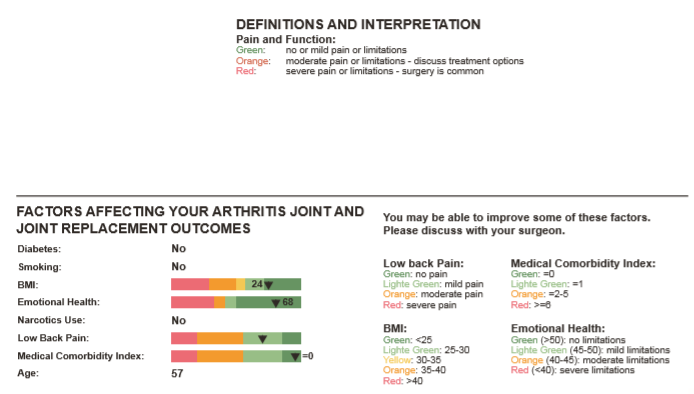 DEFINITIONS AND INTERPRETATION
Pain and Function:
Green: no or mild pain or limitations
Orange: moderate pain or limitations - discuss treatment options
Red: severe pain or limitations - surgery is common
FACTORS AFFECTING YOUR ARTHRITIS JOINT AND
JOINT REPLACEMENT OUTCOMES
Diabetes: No
Smoking: No
BMI: 24
Emotional Health: 68
Narcotics Use: No
Low Back Pain:
Medical Comorbidity Index: =0
Age: 57
You may be able to improve some of these factors.
Please discuss with your surgeon.
Low back Pain:
Green: no pain
Lighte Green: mild pain
Orange: moderate pain
Red: severe pain
Medical Comorbidity Index:
Green: =0
Lighte Green: =1
Orange: =2-5
Red: >=6
BMI:
Green: <25
Lighte Green: 25-30
Yellow: 30-35
Orange: 35-40
Red: >40
Emotional Health:
Green (>50): no limitations
Lighte Green (45-50): mild limitations
Orange (40-45): moderate limitations
Red (<40): severe limitations